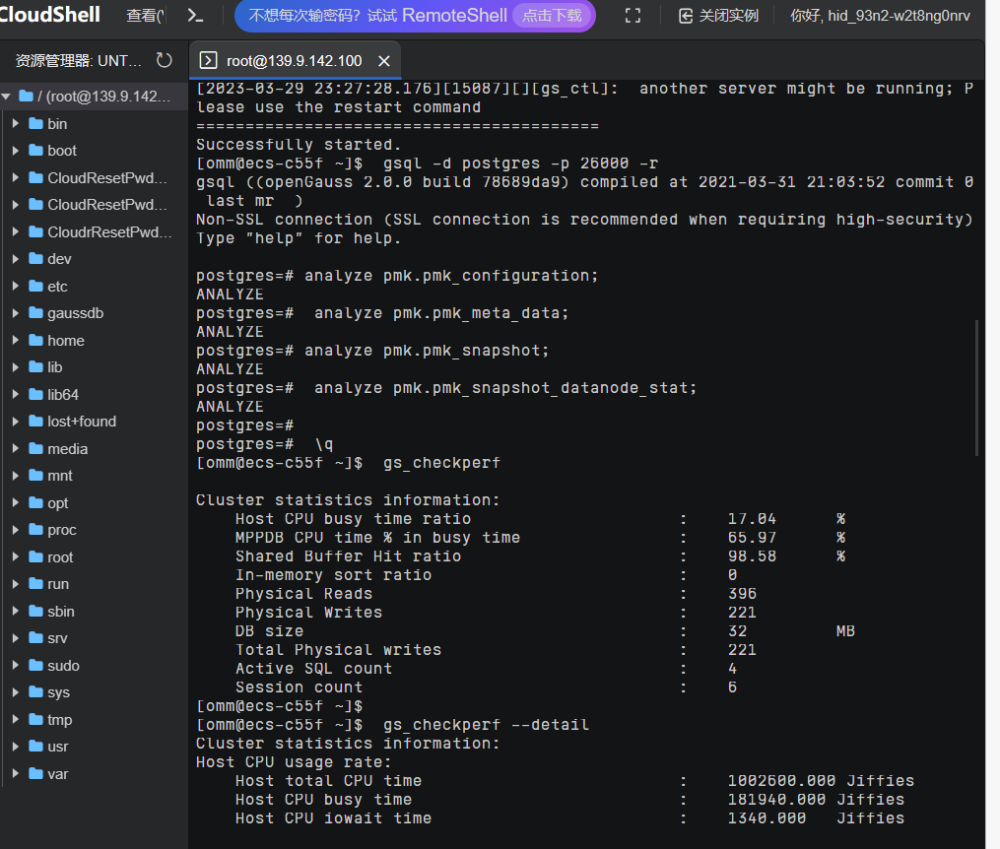 CloudShell
查看(\
不想每次输密码？试试 RemoteShell 点击下载
关闭实例
你好, hid_93n2-w2t8ng0nrv
资源管理器: UNT...
root@139.9.142.100
/ (root@139.9.142...
bin
boot
CloudResetPwd...
CloudResetPwd...
CloudrResetPwd...
dev
etc
gaussdb
home
lib
lib64
lost+found
media
mnt
opt
proc
root
run
sbin
srv
sudo
sys
tmp
usr
var
[2023-03-29 23:27:28.176][15087][][gs_ctl]:  another server might be running; P
lease use the restart command
=========================================
Successfully started.
[omm@ecs-c55f ~]$  gsql -d postgres -p 26000 -r
gsql ((openGauss 2.0.0 build 78689da9) compiled at 2021-03-31 21:03:52 commit 0
 last mr  )
Non-SSL connection (SSL connection is recommended when requiring high-security)
Type "help" for help.
postgres=# analyze pmk.pmk_configuration;
ANALYZE
postgres=#  analyze pmk.pmk_meta_data;
ANALYZE
postgres=# analyze pmk.pmk_snapshot;
ANALYZE
postgres=#  analyze pmk.pmk_snapshot_datanode_stat;
ANALYZE
postgres=#
postgres=#  \q
[omm@ecs-c55f ~]$  gs_checkperf
Cluster statistics information:
    Host CPU busy time ratio                     :    17.04      %
    MPPDB CPU time % in busy time                :    65.97      %
    Shared Buffer Hit ratio                      :    98.58      %
    In-memory sort ratio                         :    0
    Physical Reads                               :    396
    Physical Writes                              :    221
    DB size                                      :    32         MB
    Total Physical writes                        :    221
    Active SQL count                             :    4
    Session count                                :    6
[omm@ecs-c55f ~]$
[omm@ecs-c55f ~]$  gs_checkperf --detail
Cluster statistics information:
Host CPU usage rate:
    Host total CPU time                          :    1002600.000 Jiffies
    Host CPU busy time                           :    181940.000 Jiffies
    Host CPU iowait time                         :    1340.000   Jiffies